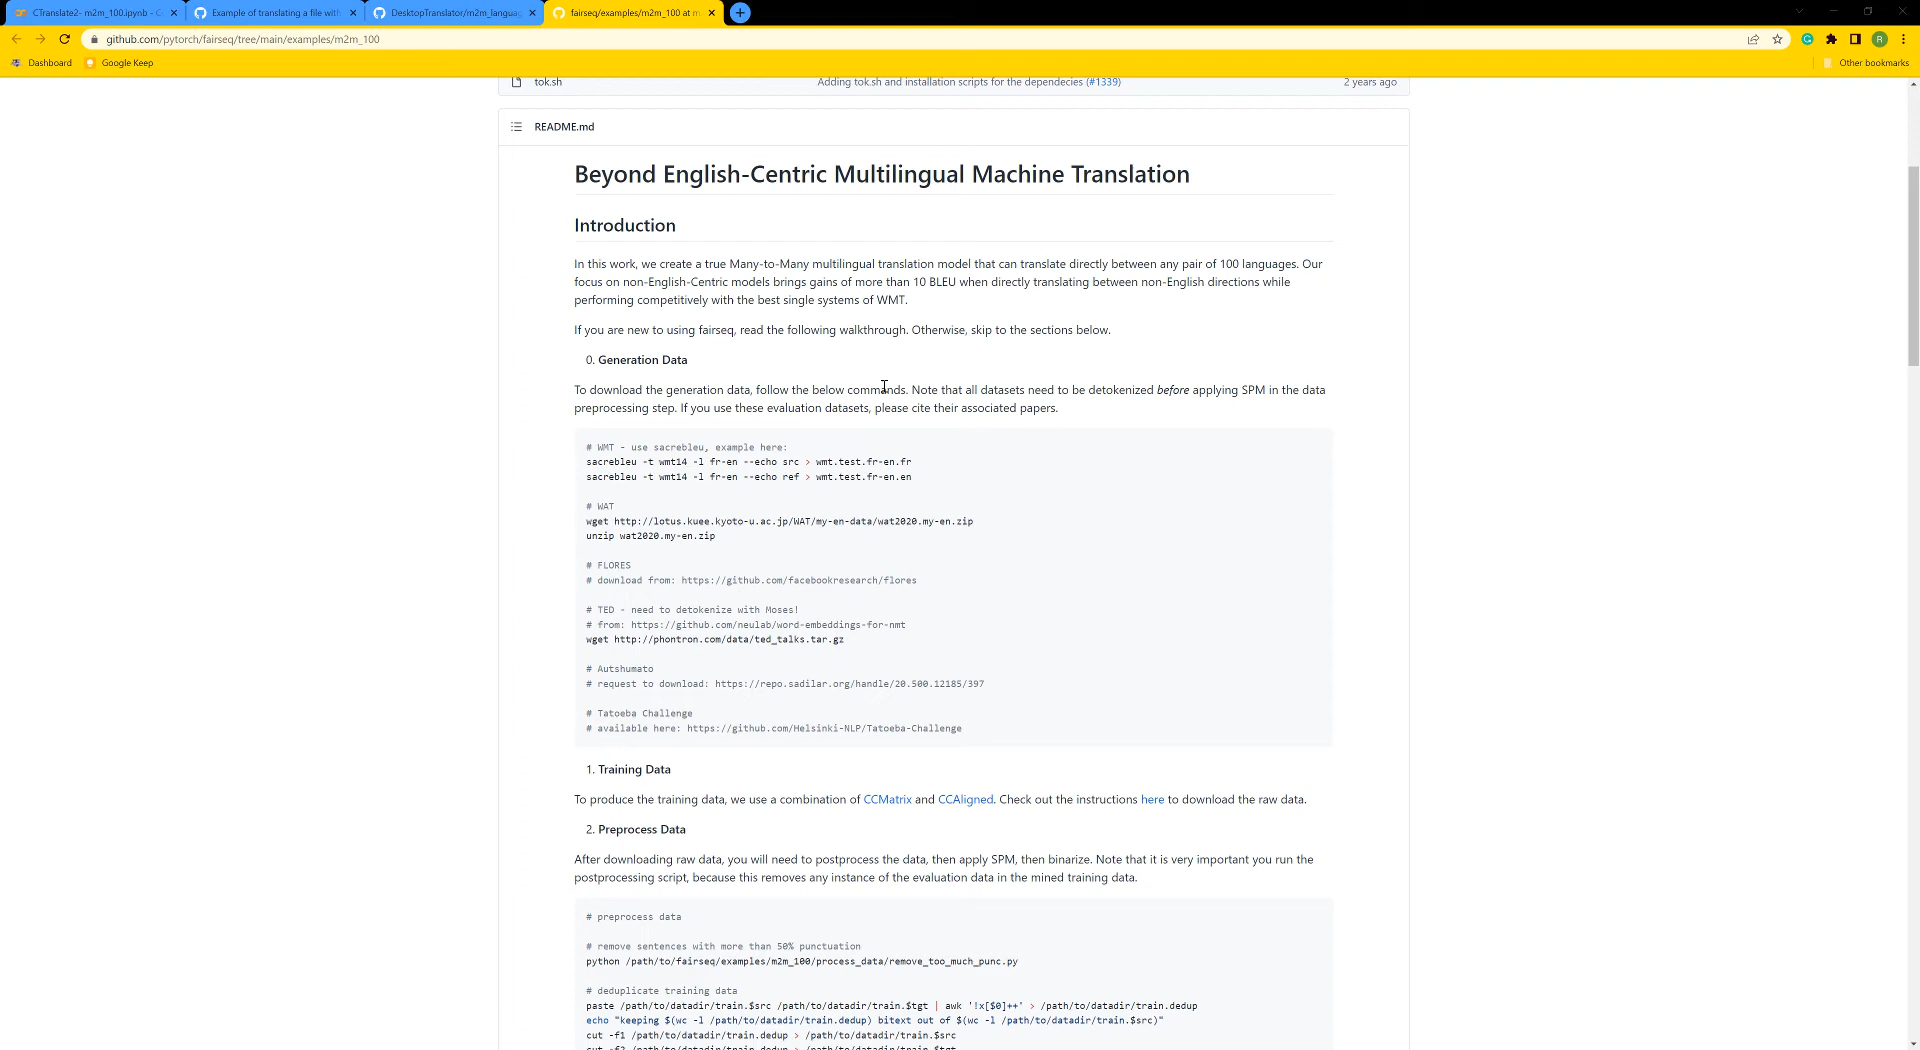 CTranslate2- m2m_100.ipynb - C
Example of translating a file with
DesktopTranslator/m2m_langua
fairseq/examples/m2m_100 at m
github.com/pytorch/fairseq/tree/main/examples/m2m_100
R
Dashboard
Google Keep
Other bookmarks
tok.sh
Adding tok.sh and installation scripts for the dependecies (#1339)
2 years ago
README.md
Beyond English-Centric Multilingual Machine Translation
Introduction
In this work, we create a true Many-to-Many multilingual translation model that can translate directly between any pair of 100 languages. Our
focus on non-English-Centric models brings gains of more than 10 BLEU when directly translating between non-English directions while
performing competitively with the best single systems of WMT.
If you are new to using fairseq, read the following walkthrough. Otherwise, skip to the sections below.
0. Generation Data
To download the generation data, follow the below commands. Note that all datasets need to be detokenized before applying SPM in the data
preprocessing step. If you use these evaluation datasets, please cite their associated papers.
# WMT - use sacrebleu, example here:
sacrebleu -t wmt14 -l fr-en --echo src > wmt.test.fr-en.fr
sacrebleu -t wmt14 -l fr-en --echo ref > wmt.test.fr-en.en
# WAT
wget http://lotus.kuee.kyoto-u.ac.jp/WAT/my-en-data/wat2020.my-en.zip
unzip wat2020.my-en.zip
# FLORES
# download from: https://github.com/facebookresearch/flores
# TED - need to detokenize with Moses!
# from: https://github.com/neulab/word-embeddings-for-nmt
wget http://phontron.com/data/ted_talks.tar.gz
# Autshumato
# request to download: https://repo.sadilar.org/handle/20.500.12185/397
# Tatoeba Challenge
# available here: https://github.com/Helsinki-NLP/Tatoeba-Challenge
1. Training Data
To produce the training data, we use a combination of CCMatrix and CCAligned. Check out the instructions here to download the raw data.
2. Preprocess Data
After downloading raw data, you will need to postprocess the data, then apply SPM, then binarize. Note that it is very important you run the
postprocessing script, because this removes any instance of the evaluation data in the mined training data.
# preprocess data
# remove sentences with more than 50% punctuation
python /path/to/fairseq/examples/m2m_100/process_data/remove_too_much_punc.py
# deduplicate training data
paste /path/to/datadir/train.$src /path/to/datadir/train.$tgt | awk '!x[$0]++' > /path/to/datadir/train.dedup
echo "keeping $(wc -l /path/to/datadir/train.dedup) bitext out of $(wc -l /path/to/datadir/train.$src)"
cut -f1 /path/to/datadir/train.dedup > /path/to/datadir/train.$src
cut -f2 /path/to/datadir/train.dedup > /path/to/datadir/train.$tgt